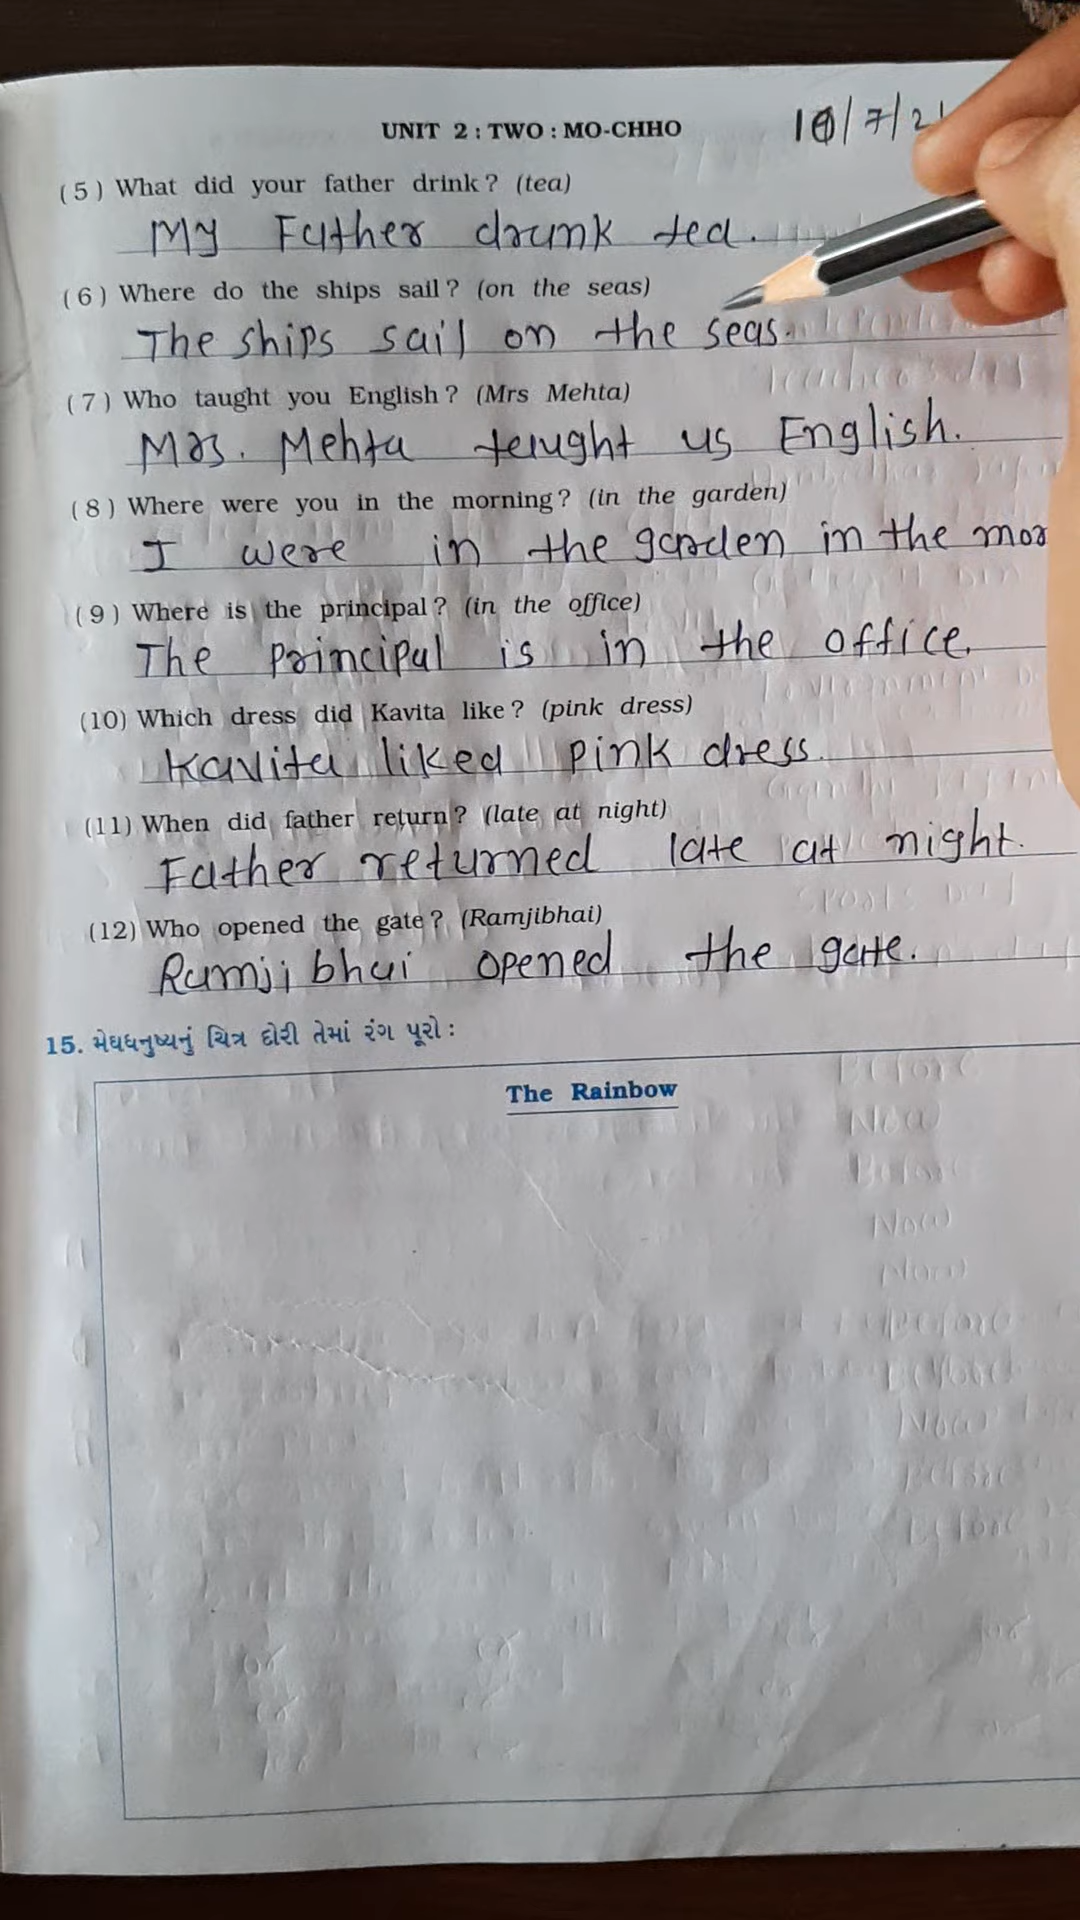 UNIT 2 : TWO : MO-CHHO
10/7/21
(5) What did your father drink? (tea)
My Father drank tea.
(6) Where do the ships sail? (on the seas)
The ships sail on the seas.
(7) Who taught you English? (Mrs Mehta)
Mrs. Mehta taught us English.
(8) Where were you in the morning? (in the garden)
I were in the garden in the mor
(9) Where is the principal? (in the office)
The Principal is in the office.
(10) Which dress did Kavita like? (pink dress)
Kavita liked pink dress.
(11) When did father return? (late at night)
Father returned late at night.
(12) Who opened the gate? (Ramjibhai)
Ramjibhai opened the gate.
15. મેઘધનુષ્યનું ચિત્ર દોરી તેમાં રંગ પૂરો :
The Rainbow